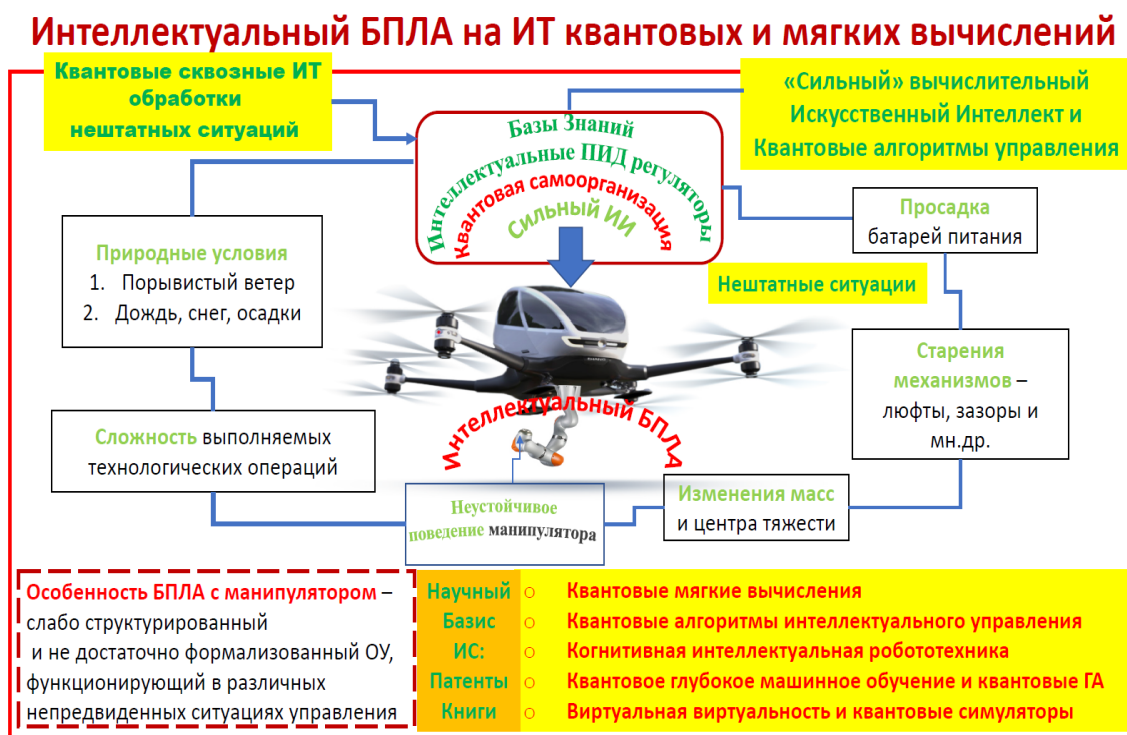 Интеллектуальный БПЛА на ИТ квантовых и мягких вычислений
Квантовые сквозные ИТ
обработки
нештатных ситуаций
«Сильный» вычислительный
Искусственный Интеллект и
Квантовые алгоритмы управления
Базы Знаний
Интеллектуальные ПИД регуляторы
Квантовая самоорганизация
Сильный ИИ
Природные условия
1. Порывистый ветер
2. Дождь, снег, осадки
Просадка
батарей питания
Нештатные ситуации
Старения
механизмов –
люфты, зазоры и
мн.др.
Интеллектуальный БПЛА
Сложность выполняемых
технологических операций
Неустойчивое
поведение манипулятора
Изменения масс
и центра тяжести
Особенность БПЛА с манипулятором –
слабо структурированный
и не достаточно формализованный ОУ,
функционирующий в различных
непредвиденных ситуациях управления
Научный
Базис
ИС:
Патенты
Книги
○ Квантовые мягкие вычисления
○ Квантовые алгоритмы интеллектуального управления
○ Когнитивная интеллектуальная робототехника
○ Квантовое глубокое машинное обучение и квантовые ГА
○ Виртуальная виртуальность и квантовые симуляторы